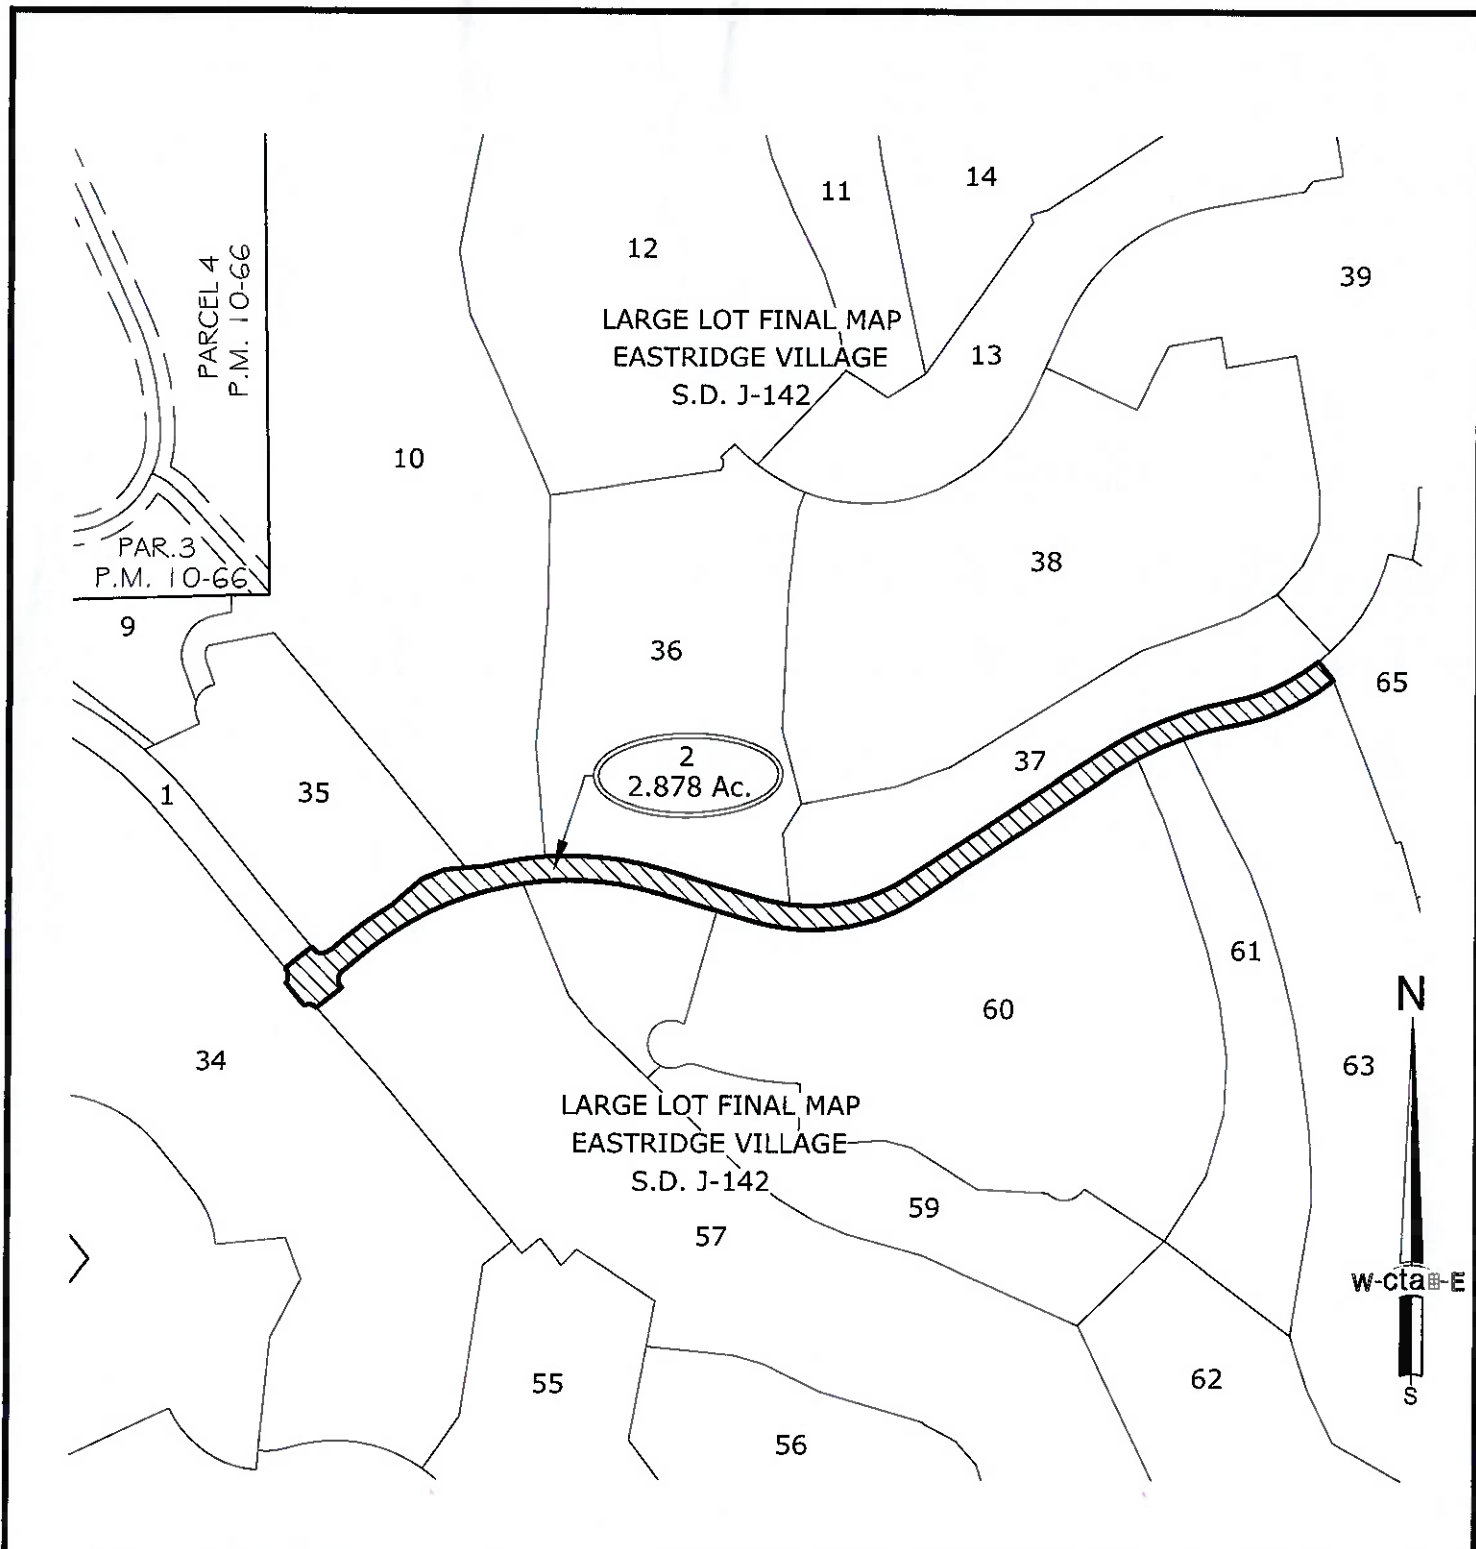 14
11
12
39
PARCEL 4
P.M. 10-66
LARGE LOT FINAL MAP
EASTRIDGE VILLAGE
S.D. J-142
13
10
PAR.3
P.M. 10-66
38
9
36
65
2
2.878 Ac.
37
1
35
61
N
60
34
63
LARGE LOT FINAL MAP
EASTRIDGE VILLAGE
S.D. J-142
59
57
W-cta-E
55
62
S
56